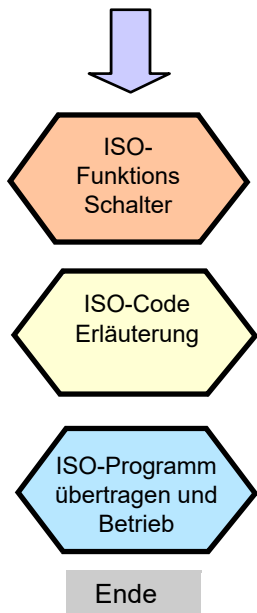 ISO-
Funktions
Schalter
ISO-Code
Erläuterung
ISO-Programm
übertragen und
Betrieb
Ende